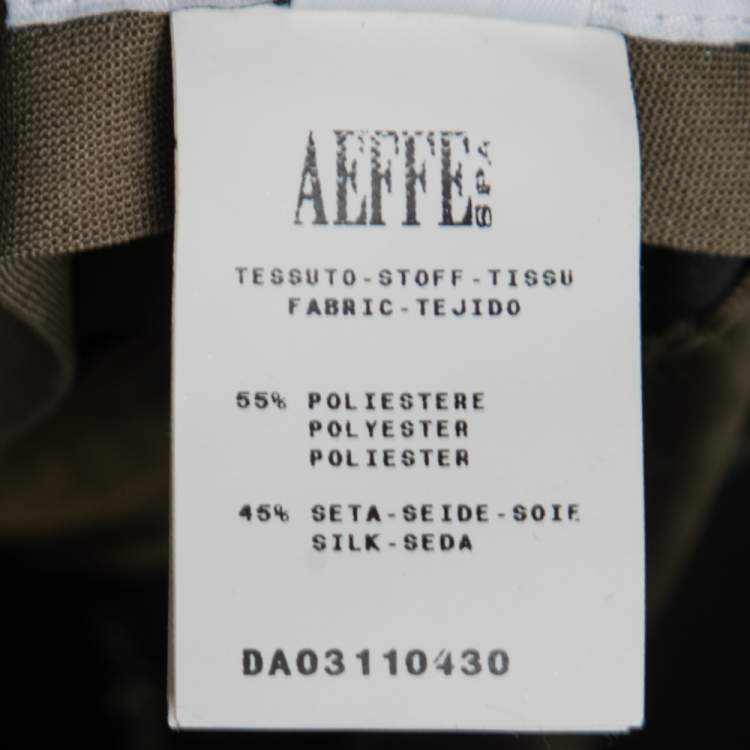 AEFFE SPA
TESSUTO-STOFF-TISSU
FABRIC-TEJIDO
55% POLIESTERE
POLYESTER
POLIESTER
45% SETA-SEIDE-SOIE
SILK-SEDA
DA03110430